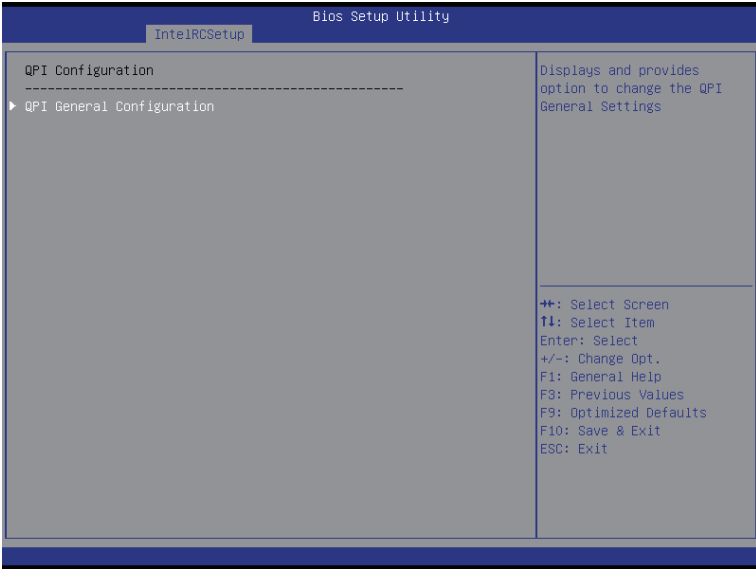 Bios Setup Utility
IntelRCSetup
QPI Configuration
--------------------------------------------------
▶ QPI General Configuration
Displays and provides
option to change the QPI
General Settings
→←: Select Screen
↑↓: Select Item
Enter: Select
+/-: Change Opt.
F1: General Help
F3: Previous Values
F9: Optimized Defaults
F10: Save & Exit
ESC: Exit